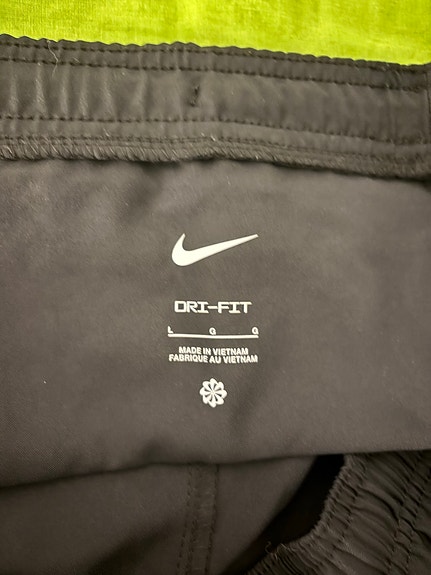 DRI-FIT
L G G
MADE IN VIETNAM
FABRIQUE AU VIETNAM